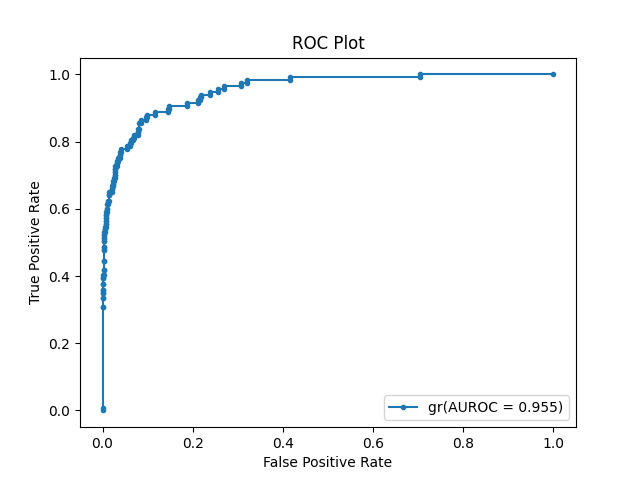 ROC Plot
True Positive Rate
1.0
0.8
0.6
0.4
0.2
0.0
gr(AUROC = 0.955)
0.0 0.2 0.4 0.6 0.8 1.0
False Positive Rate